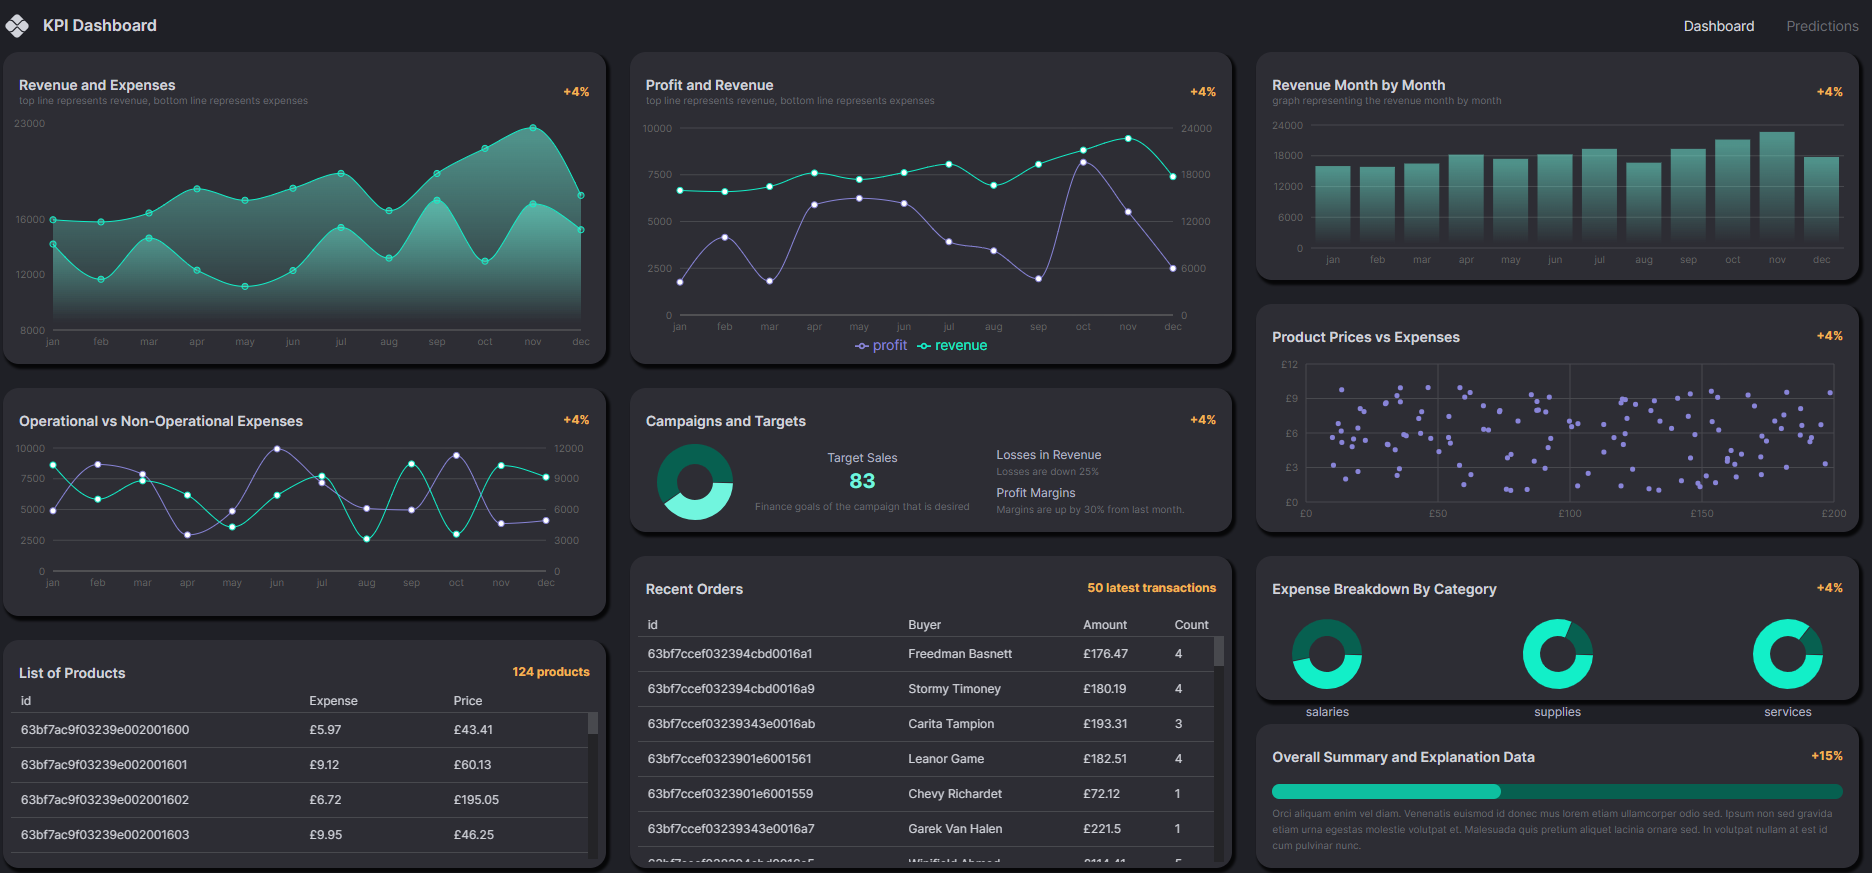 KPI Dashboard
Dashboard Predictions
Revenue and Expenses
+4%
top line represents revenue, bottom line represents expenses
23000
16000
12000
8000
jan feb mar apr may jun jul aug sep oct nov dec
Operational vs Non-Operational Expenses
+4%
10000 12000
7500 9000
5000 6000
2500 3000
0 0
jan feb mar apr may jun jul aug sep oct nov dec
List of Products
124 products
id Expense Price
63bf7ac9f03239e002001600 £5.97 £43.41
63bf7ac9f03239e002001601 £9.12 £60.13
63bf7ac9f03239e002001602 £6.72 £195.05
63bf7ac9f03239e002001603 £9.95 £46.25
Profit and Revenue
+4%
top line represents revenue, bottom line represents expenses
10000 24000
7500 18000
5000 12000
2500 6000
0 0
jan feb mar apr may jun jul aug sep oct nov dec
profit revenue
Campaigns and Targets
+4%
Target Sales
83
Finance goals of the campaign that is desired
Losses in Revenue
Losses are down 25%
Profit Margins
Margins are up by 30% from last month.
Recent Orders
50 latest transactions
id Buyer Amount Count
63bf7ccef032394cbd0016a1 Freedman Basnett £176.47 4
63bf7ccef032394cbd0016a9 Stormy Timoney £180.19 4
63bf7ccef03239343e0016ab Carita Tampion £193.31 3
63bf7ccef0323901e6001561 Leanor Game £182.51 4
63bf7ccef0323901e6001559 Chevy Richardet £72.12 1
63bf7ccef03239343e0016a7 Garek Van Halen £221.5 1
Revenue Month by Month
+4%
graph representing the revenue month by month
24000
18000
12000
6000
0
jan feb mar apr may jun jul aug sep oct nov dec
Product Prices vs Expenses
+4%
£12
£9
£6
£3
£0
£0 £50 £100 £150 £200
Expense Breakdown By Category
+4%
salaries supplies services
Overall Summary and Explanation Data
+15%
Orci aliquam enim vel diam. Venenatis euismod id donec mus lorem etiam ullamcorper odio sed. Ipsum non sed gravida
etiam urna egestas molestie volutpat et. Malesuada quis pretium aliquet lacinia ornare sed. In volutpat nullam at est id
cum pulvinar nunc.